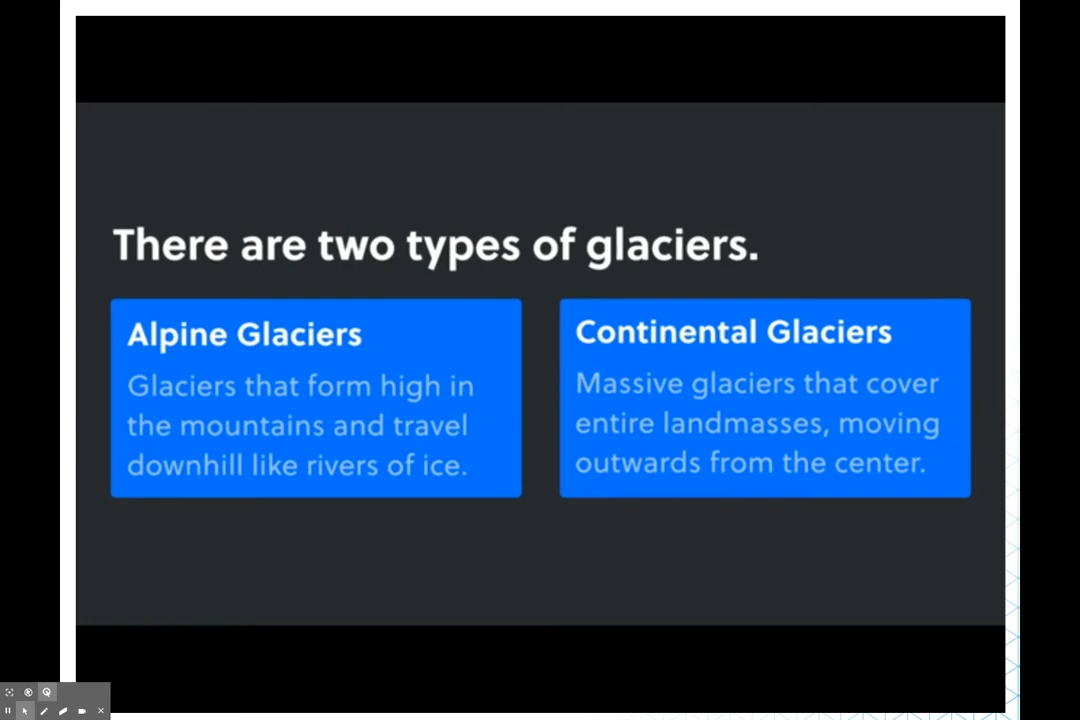 There are two types of glaciers.
Alpine Glaciers
Glaciers that form high in
the mountains and travel
downhill like rivers of ice.
Continental Glaciers
Massive glaciers that cover
entire landmasses, moving
outwards from the center.